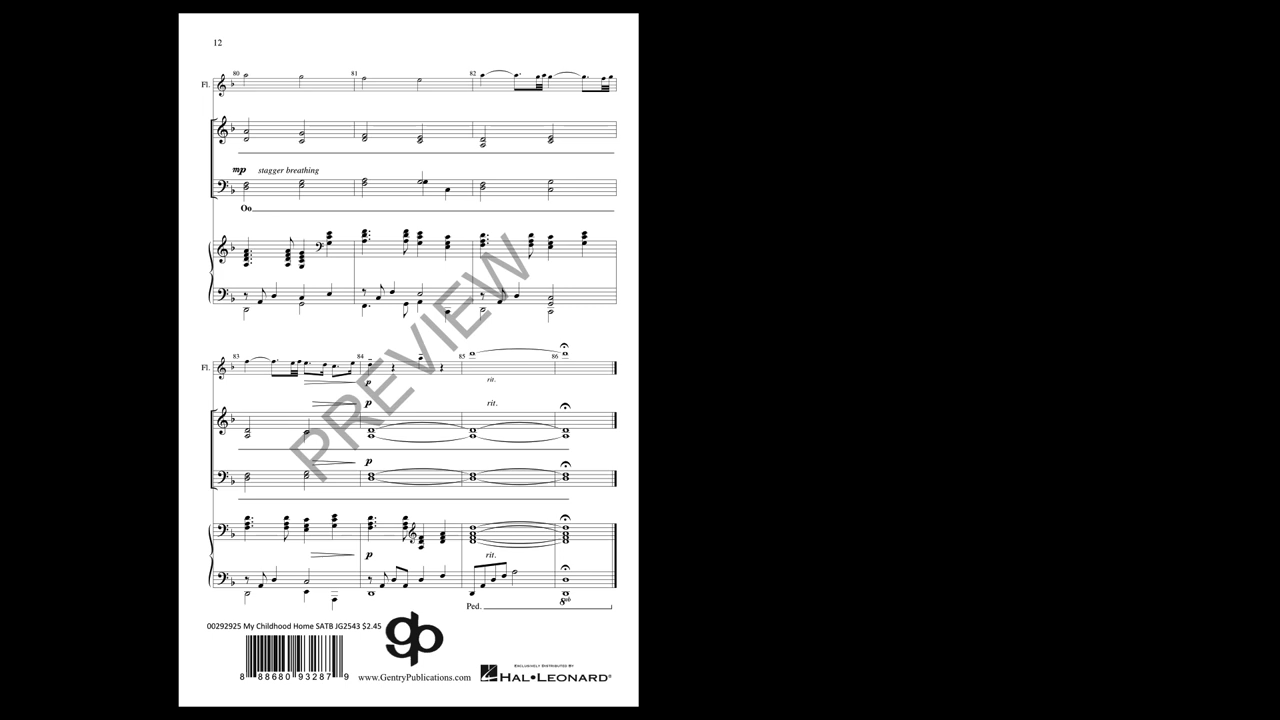 12
80 81 82
Fl.
mp stagger breathing
Oo
PREVIEW
83 84 85 86
Fl.
p rit.
p rit.
p
p rit.
Ped. 8vb
00292925 My Childhood Home SATB JG2543 $2.45
gp
8 88680 93287 9
www.GentryPublications.com
EXCLUSIVELY DISTRIBUTED BY
HAL•LEONARD®